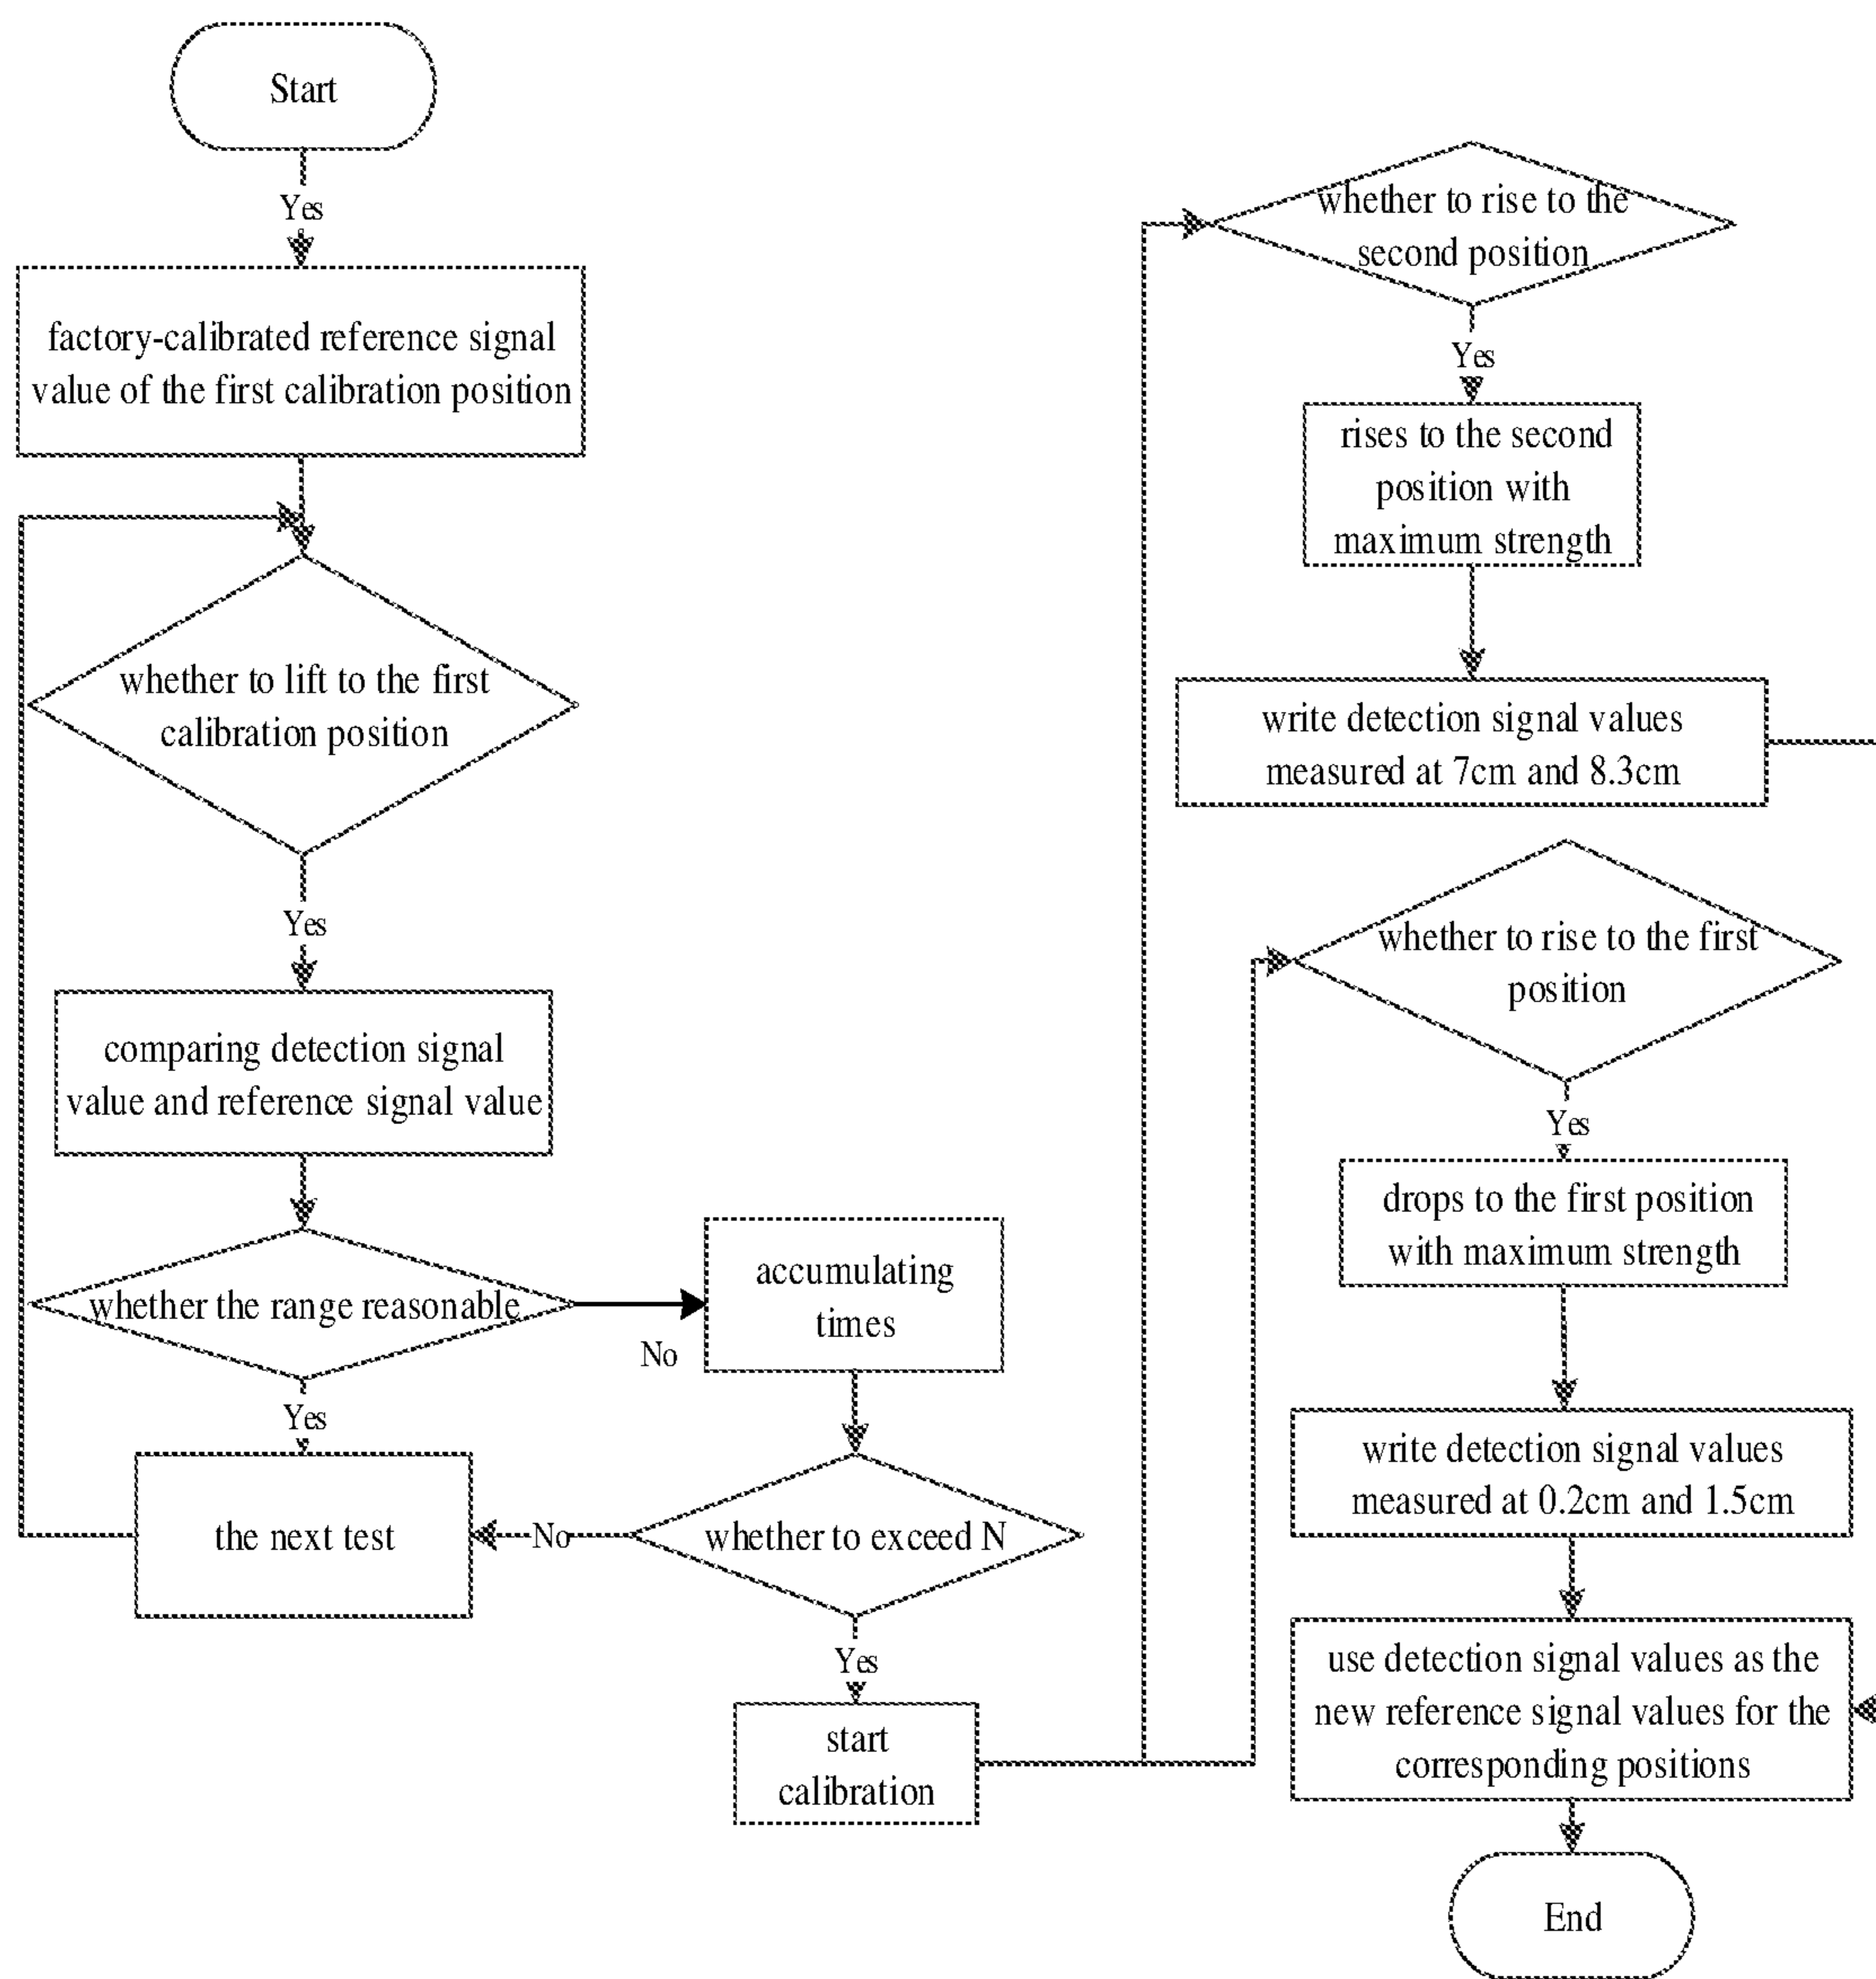 Start
Yes
factory-calibrated reference signal
value of the first calibration position
whether to lift to the first
calibration position
Yes
comparing detection signal
value and reference signal value
whether the range reasonable
No
accumulating
times
Yes
the next test
No
whether to exceed N
Yes
start
calibration
whether to rise to the
second position
Yes
rises to the second
position with
maximum strength
write detection signal values
measured at 7cm and 8.3cm
whether to rise to the first
position
Yes
drops to the first position
with maximum strength
write detection signal values
measured at 0.2cm and 1.5cm
use detection signal values as the
new reference signal values for the
corresponding positions
End